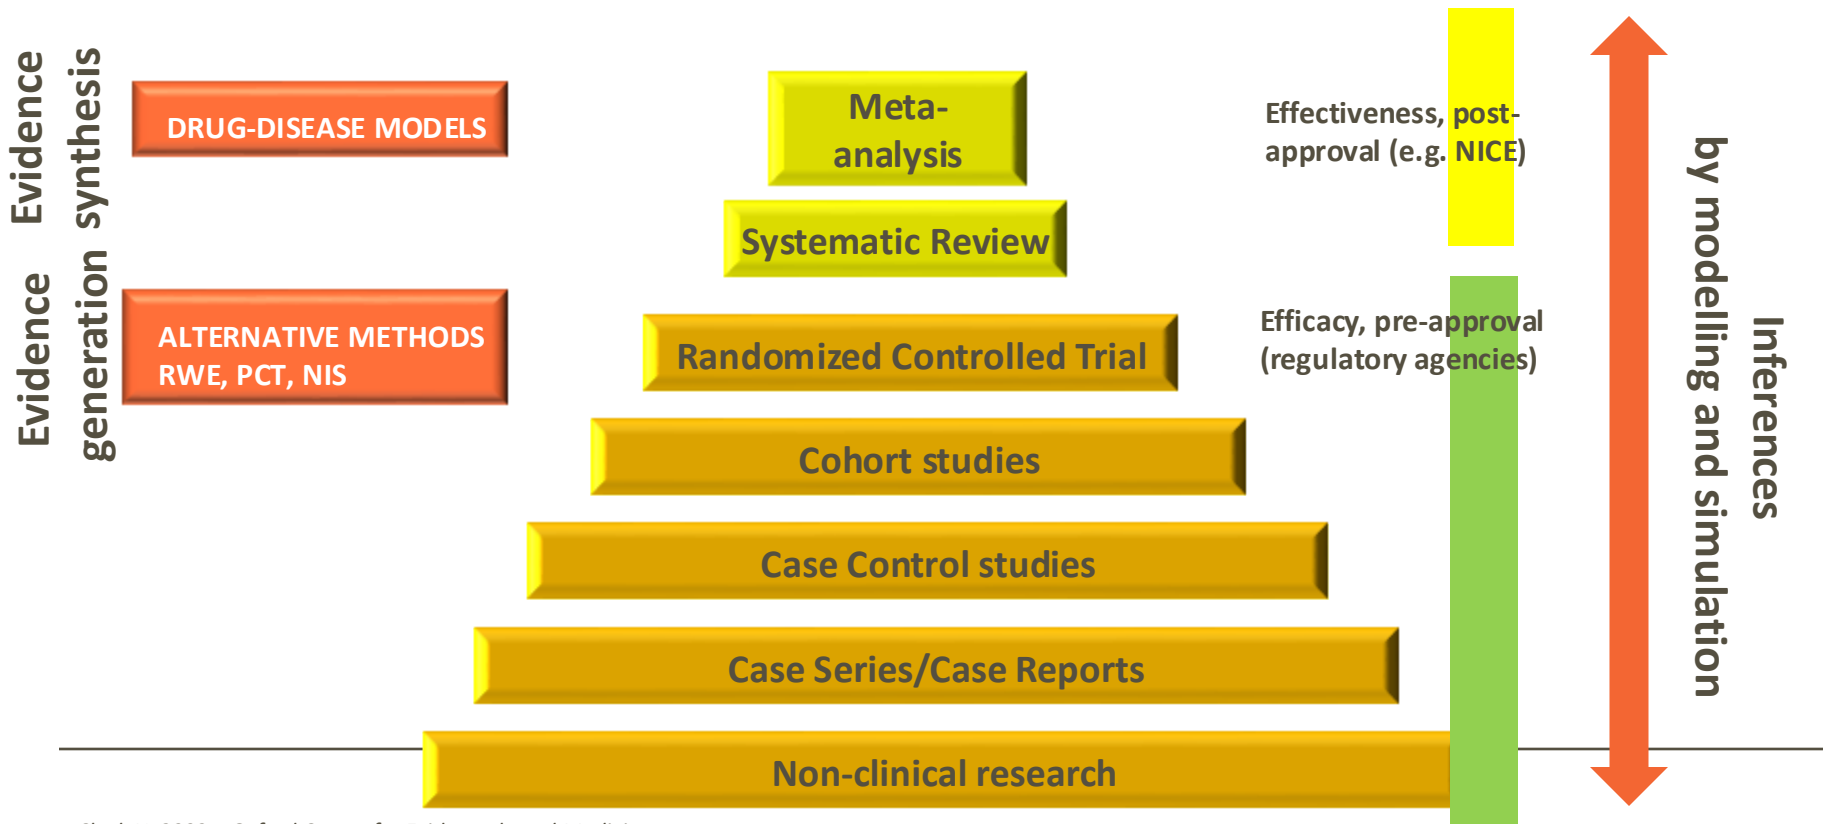 Evidence
synthesis
DRUG-DISEASE MODELS
Meta-
analysis
Effectiveness, post-
approval (e.g. NICE)
Systematic Review
Evidence
generation
ALTERNATIVE METHODS
RWE, PCT, NIS
Randomized Controlled Trial
Efficacy, pre-approval
(regulatory agencies)
Cohort studies
Case Control studies
Case Series/Case Reports
Non-clinical research
Inferences
by modelling and simulation